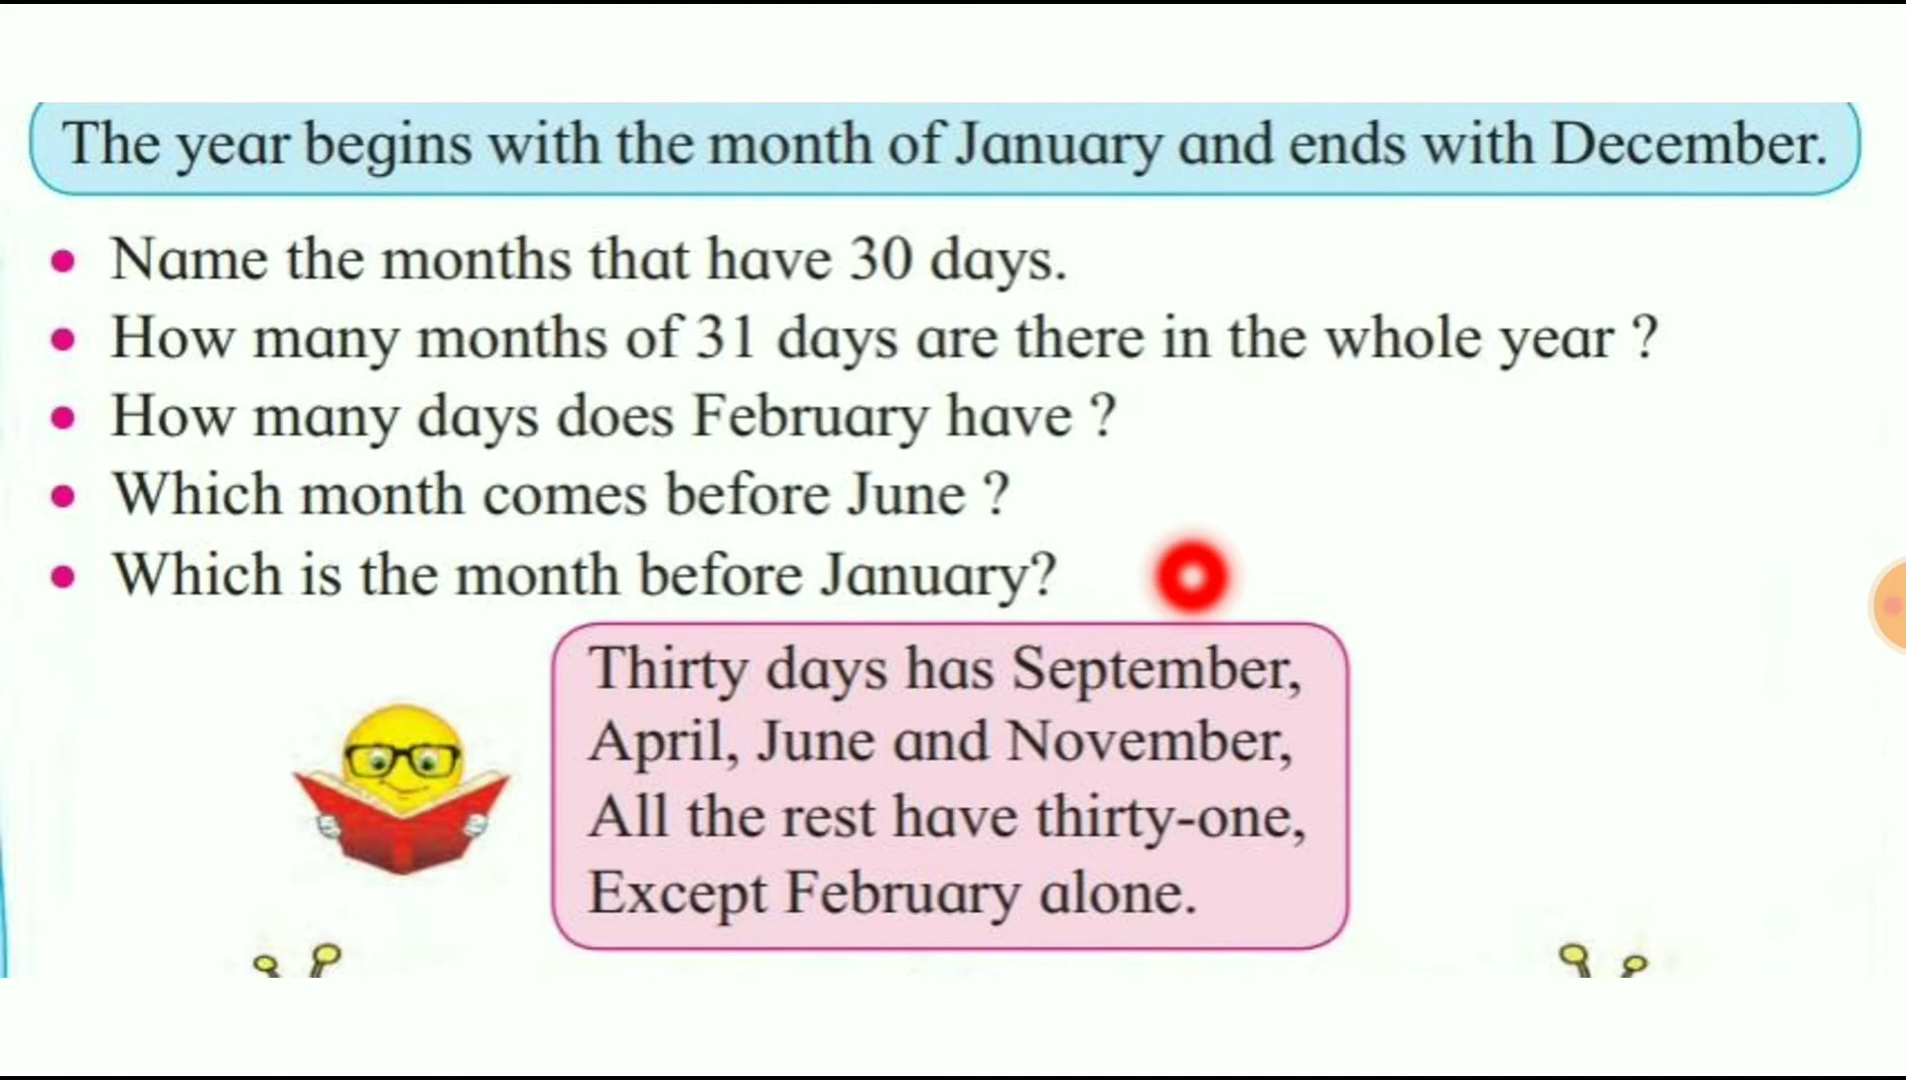 The year begins with the month of January and ends with December.
• Name the months that have 30 days.
• How many months of 31 days are there in the whole year ?
• How many days does February have ?
• Which month comes before June ?
• Which is the month before January?
Thirty days has September,
April, June and November,
All the rest have thirty-one,
Except February alone.